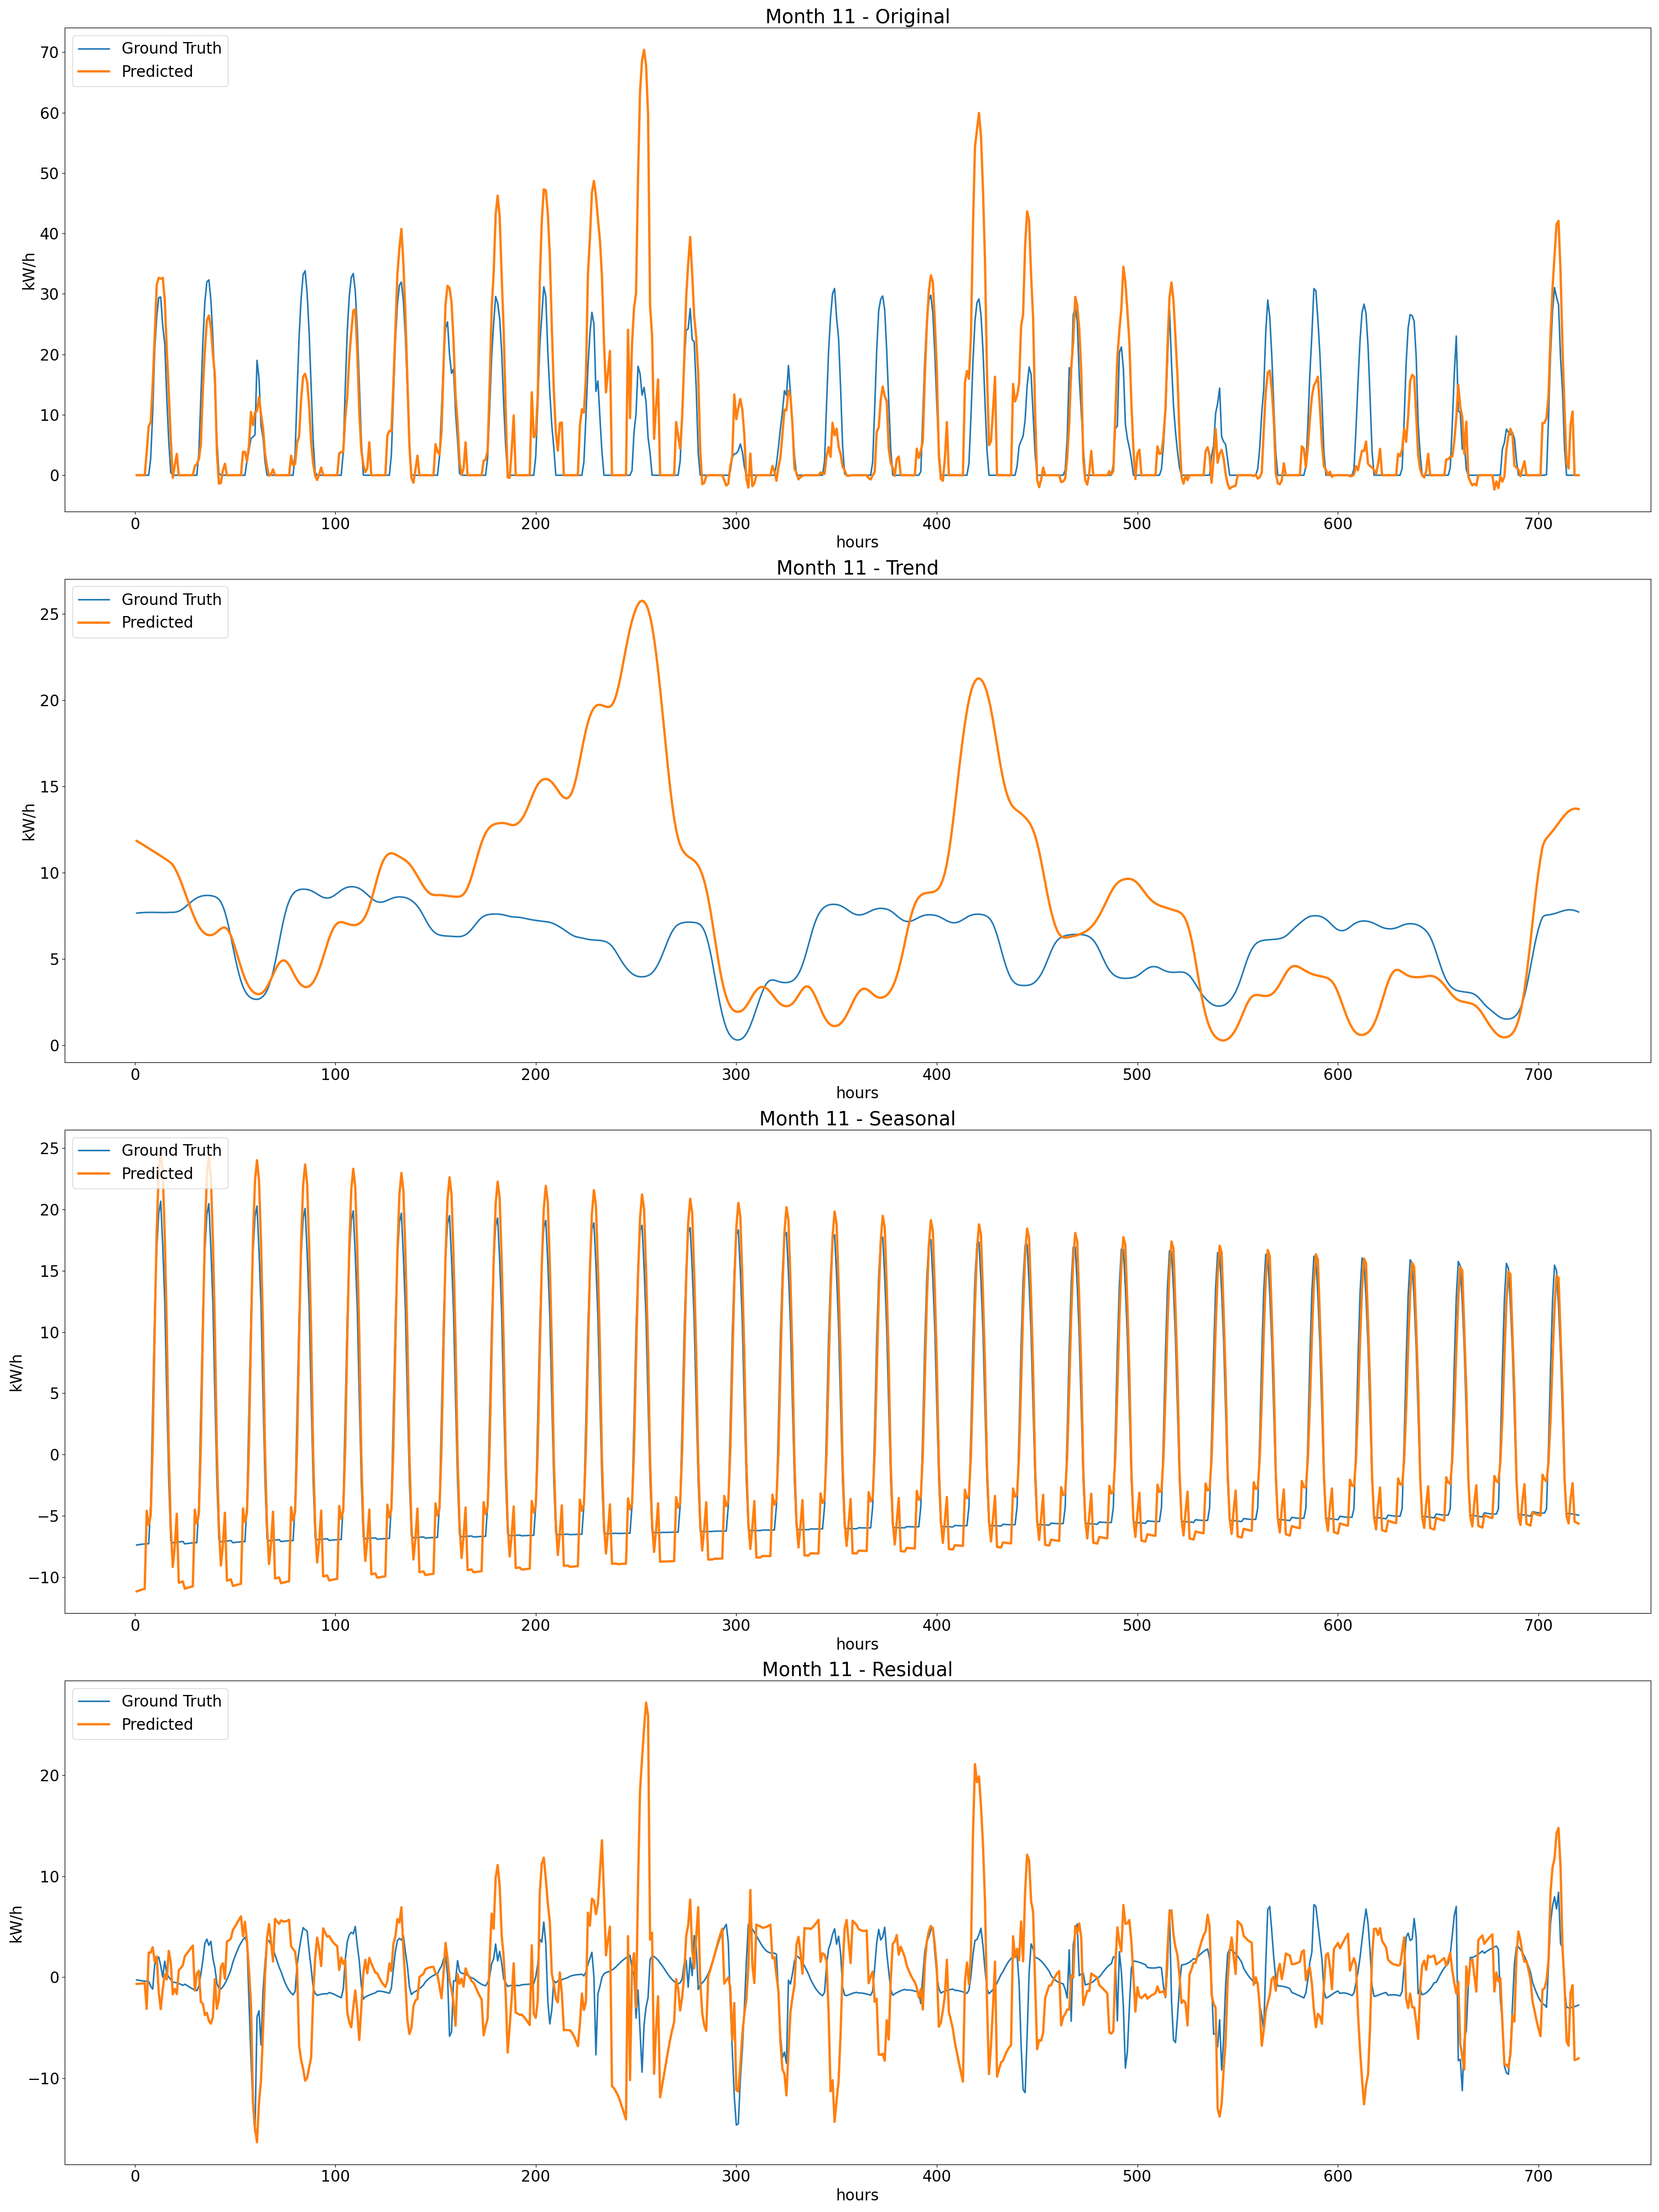 Month 11 - Original
Ground Truth
Predicted
kW/h
70
60
50
40
30
20
10
0
0 100 200 300 400 500 600 700
hours
Month 11 - Trend
Ground Truth
Predicted
kW/h
25
20
15
10
5
0
0 100 200 300 400 500 600 700
hours
Month 11 - Seasonal
Ground Truth
Predicted
kW/h
25
20
15
10
5
0
−5
−10
0 100 200 300 400 500 600 700
hours
Month 11 - Residual
Ground Truth
Predicted
kW/h
20
10
0
−10
0 100 200 300 400 500 600 700
hours